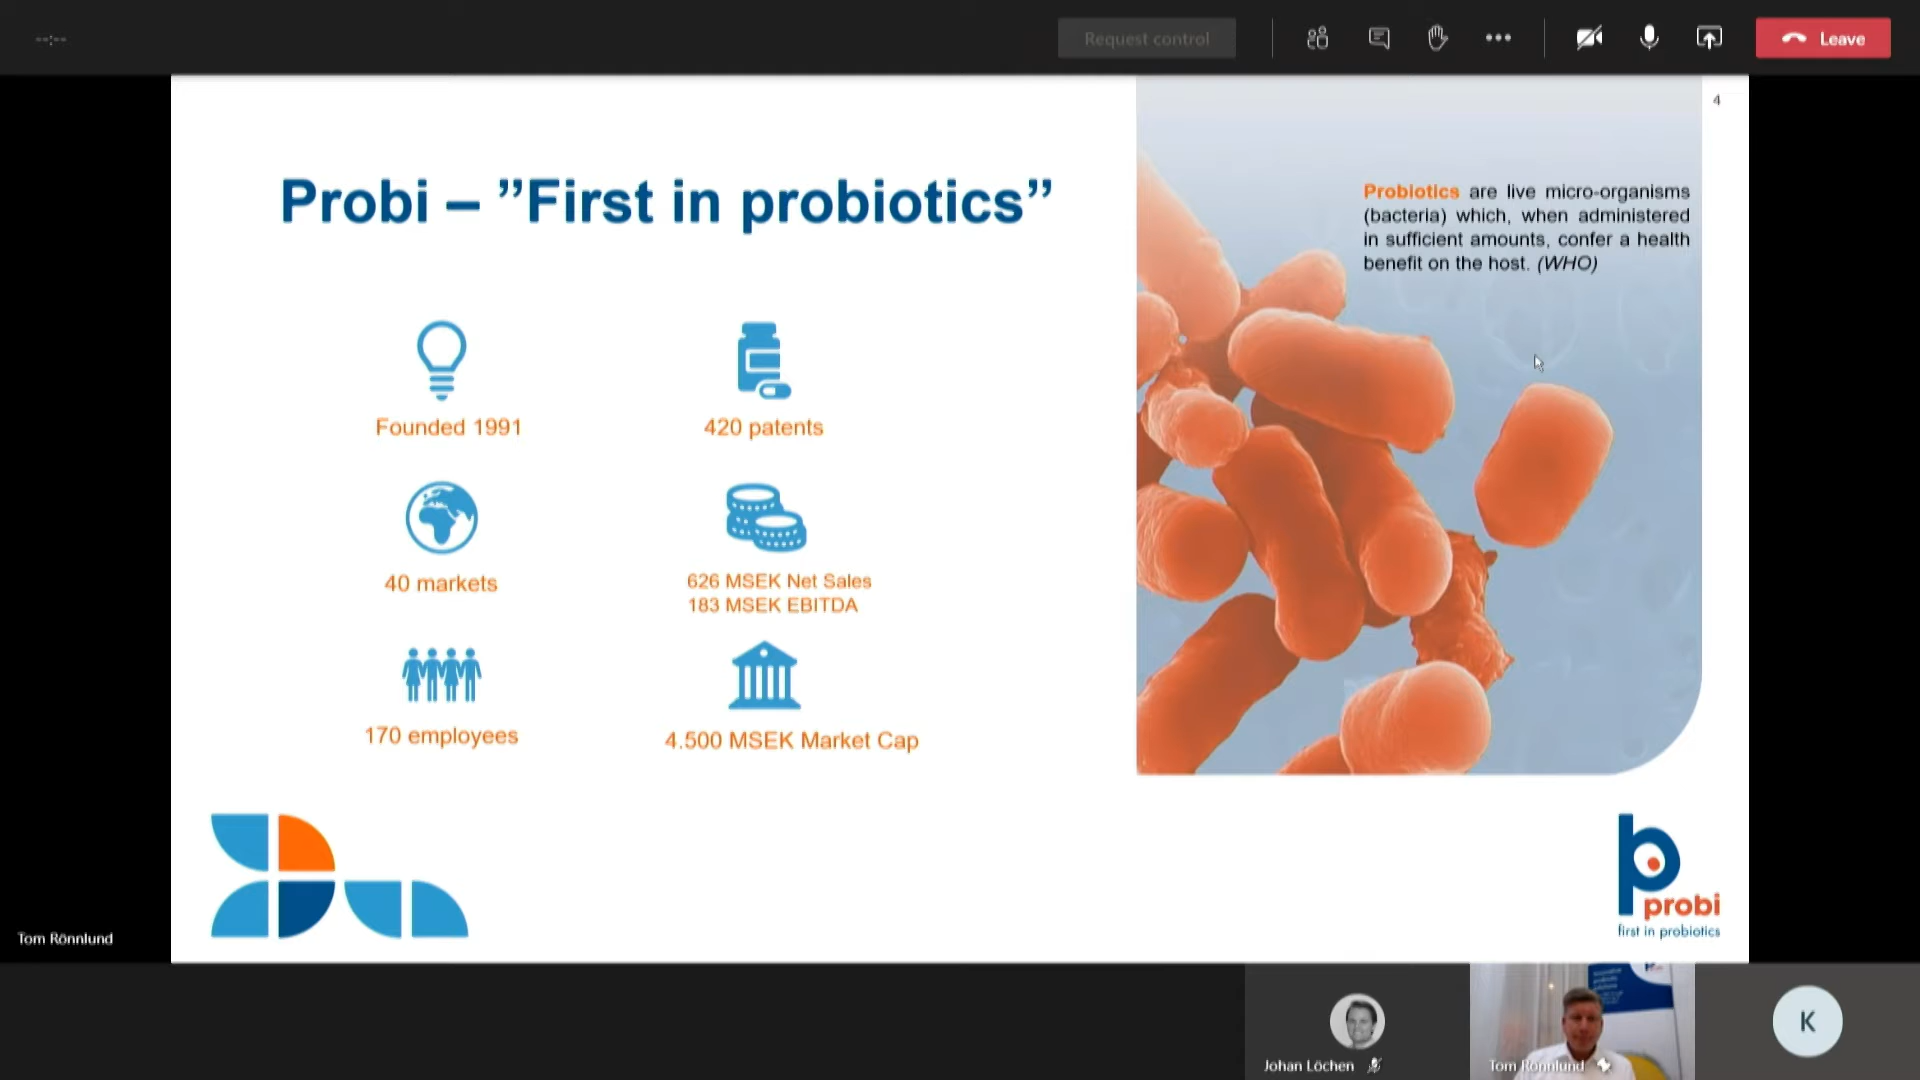 --:--
Request control
Leave
4
Probi – ”First in probiotics”
Probiotics are live micro-organisms
(bacteria) which, when administered
in sufficient amounts, confer a health
benefit on the host. (WHO)
Founded 1991
420 patents
40 markets
626 MSEK Net Sales
183 MSEK EBITDA
170 employees
4.500 MSEK Market Cap
probi
first in probiotics
Tom Rönnlund
Johan Löchen
Tom Rönnlund
K